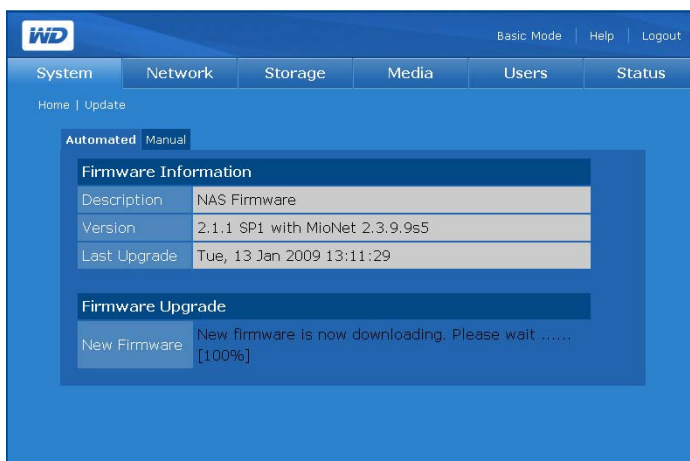 WD
Basic Mode | Help | Logout
System Network Storage Media Users Status
Home | Update
Automated Manual
Firmware Information
Description NAS Firmware
Version 2.1.1 SP1 with MioNet 2.3.9.9s5
Last Upgrade Tue, 13 Jan 2009 13:11:29
Firmware Upgrade
New Firmware New firmware is now downloading. Please wait ......
[100%]